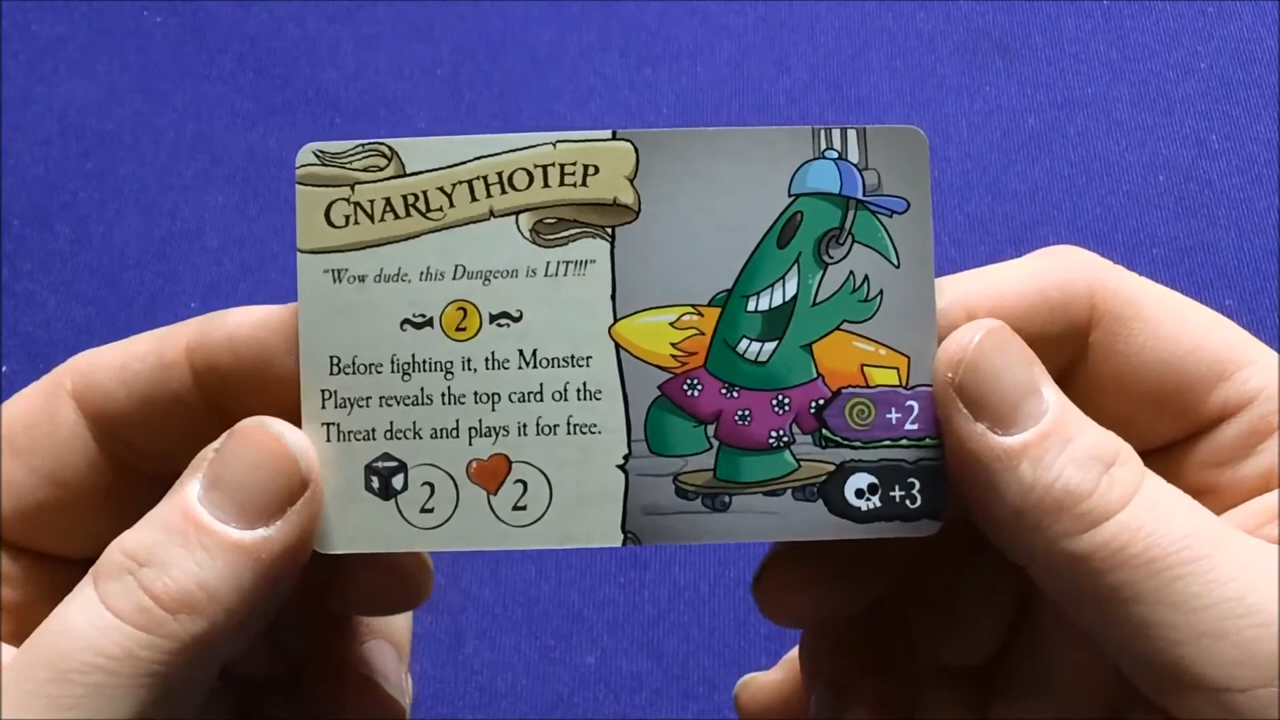 GNARLYTHOTEP
"Wow dude, this Dungeon is LIT!!!"
2
Before fighting it, the Monster
Player reveals the top card of the
Threat deck and plays it for free.
2 2
+2
+3